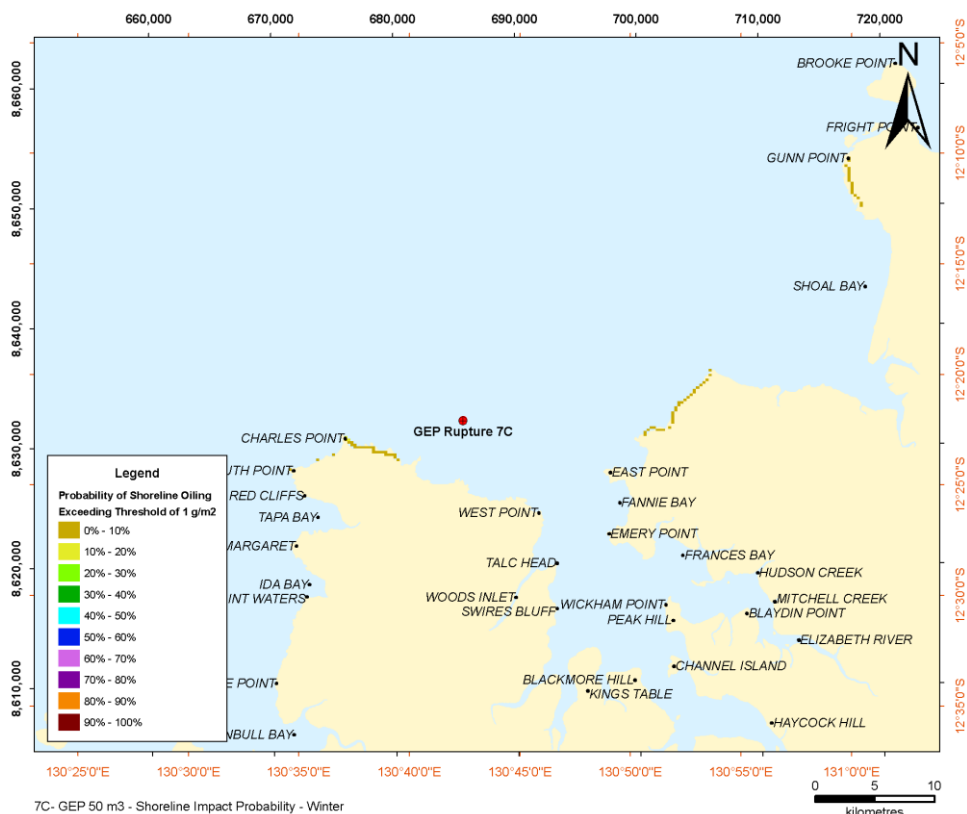 660,000 670,000 680,000 690,000 700,000 710,000 720,000
12°5'0"S
N
BROOKE POINT
8,660,000
FRIGHT POINT
12°10'0"S
GUNN POINT
8,650,000
12°15'0"S
SHOAL BAY
8,640,000
12°20'0"S
GEP Rupture 7C
CHARLES POINT
8,630,000
UTH POINT
EAST POINT
12°25'0"S
RED CLIFFS
FANNIE BAY
TAPA BAY
WEST POINT
EMERY POINT
MARGARET
FRANCES BAY
8,620,000
TALC HEAD
HUDSON CREEK
IDA BAY
12°30'0"S
INT WATERS
WOODS INLET
SWIRES BLUFF
WICKHAM POINT
MITCHELL CREEK
PEAK HILL
BLAYDIN POINT
ELIZABETH RIVER
CHANNEL ISLAND
8,610,000
E POINT
BLACKMORE HILL
KINGS TABLE
12°35'0"S
HAYCOCK HILL
NBULL BAY
Legend
Probability of Shoreline Oiling
Exceeding Threshold of 1 g/m2
0% - 10%
10% - 20%
20% - 30%
30% - 40%
40% - 50%
50% - 60%
60% - 70%
70% - 80%
80% - 90%
90% - 100%
130°25'0"E 130°30'0"E 130°35'0"E 130°40'0"E 130°45'0"E 130°50'0"E 130°55'0"E 131°0'0"E
7C- GEP 50 m3 - Shoreline Impact Probability - Winter
0 5 10
kilometres